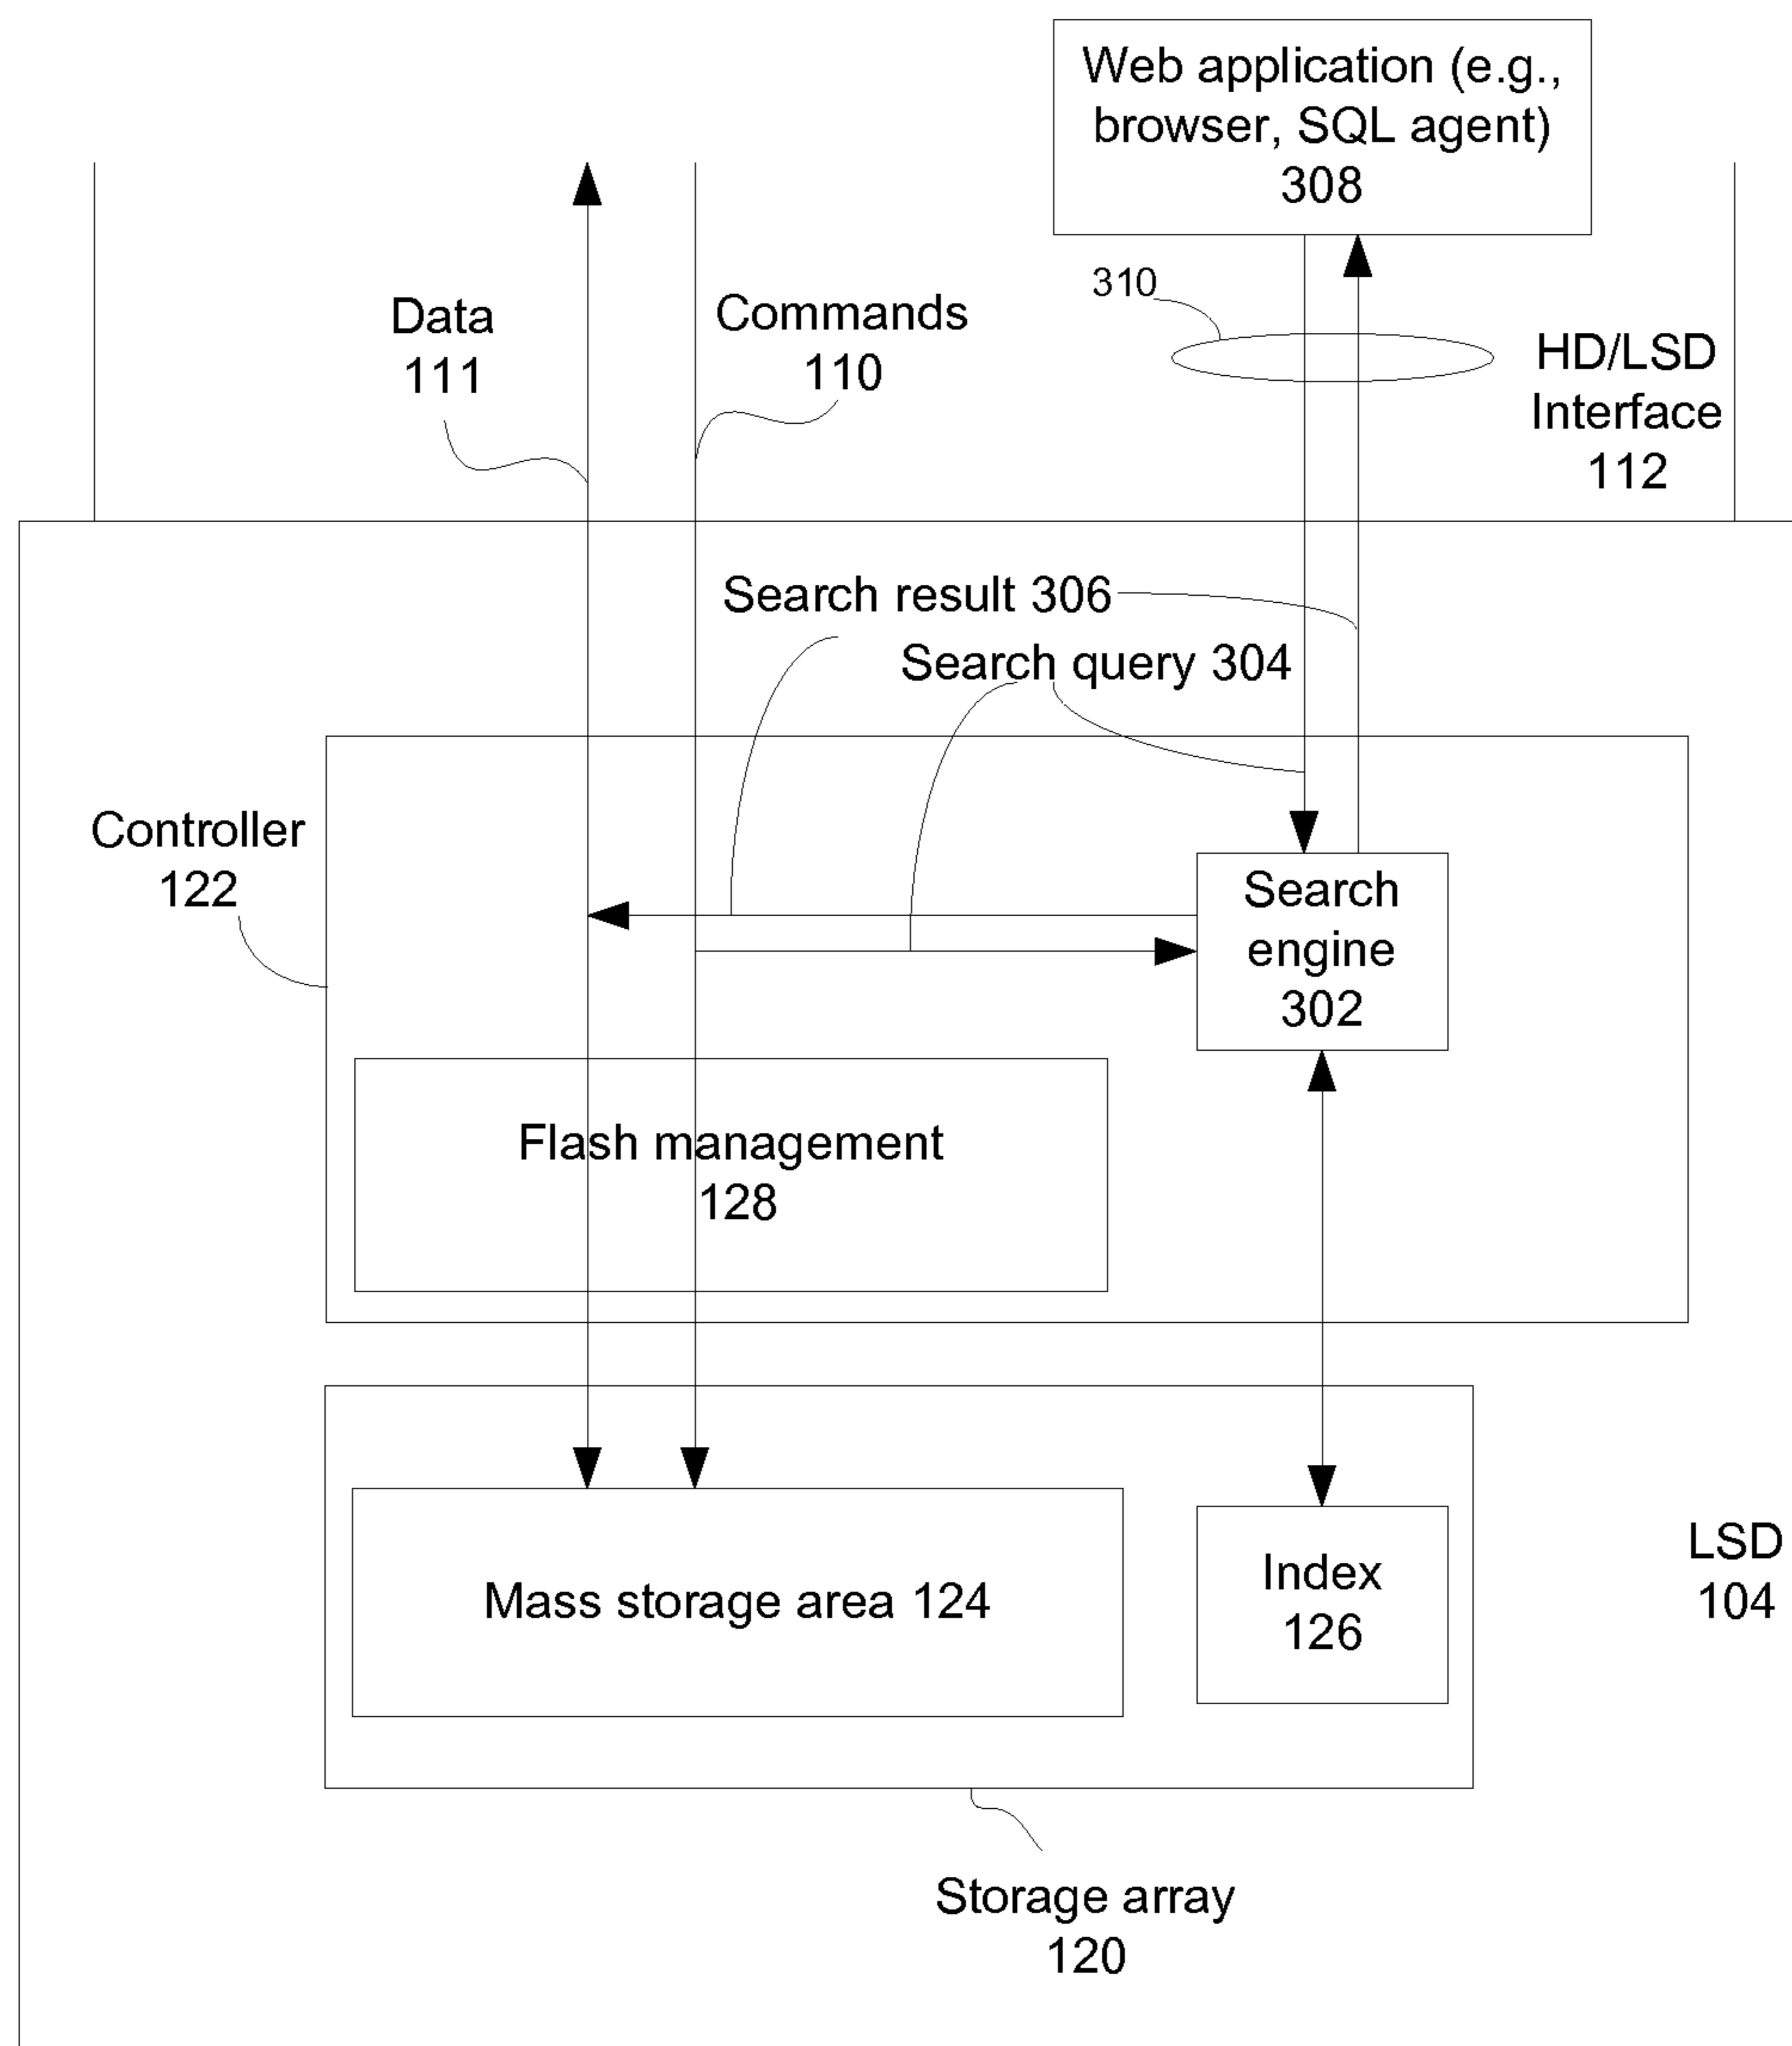 Web application (e.g.,
browser, SQL agent)
308
310
Data
111
Commands
110
HD/LSD
Interface
112
Search result 306
Search query 304
Controller
122
Search
engine
302
Flash management
128
Mass storage area 124
Index
126
LSD
104
Storage array
120